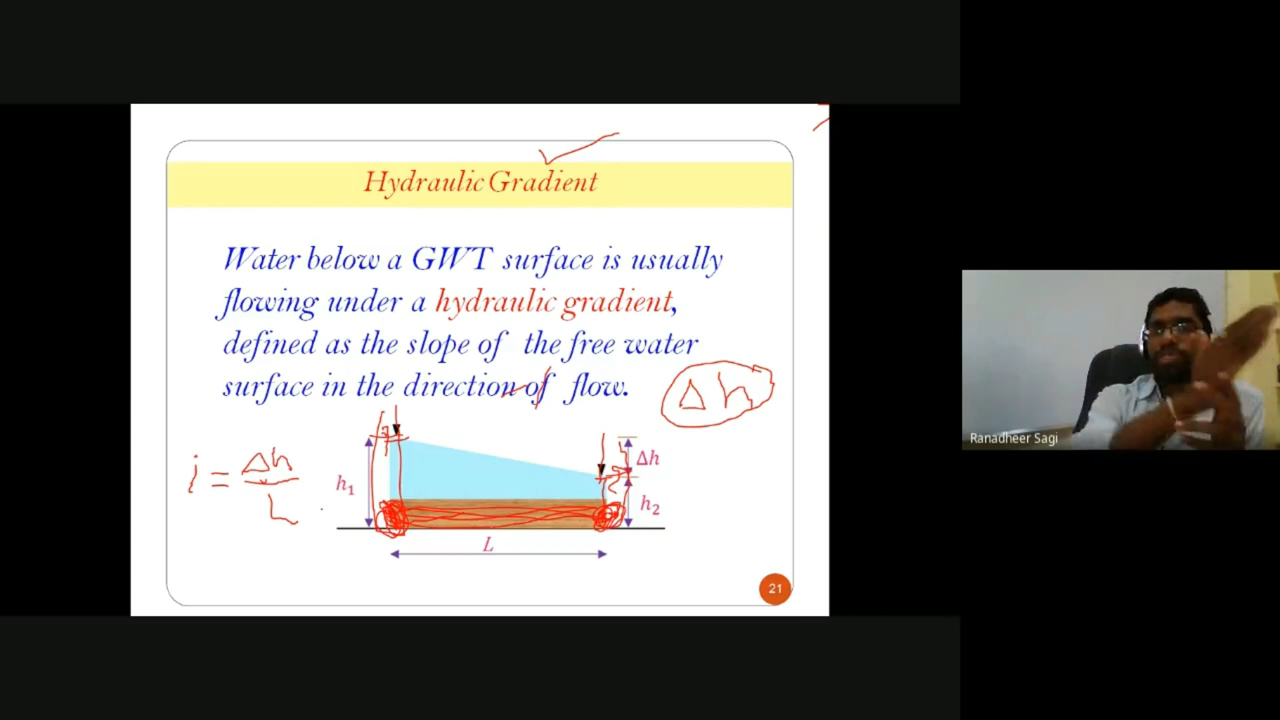 Hydraulic Gradient
Water below a GWT surface is usually
flowing under a hydraulic gradient,
defined as the slope of the free water
surface in the direction of flow.
Δh
i = Δh
L
h₁
Δh
h₂
L
21
Ranadheer Sagi